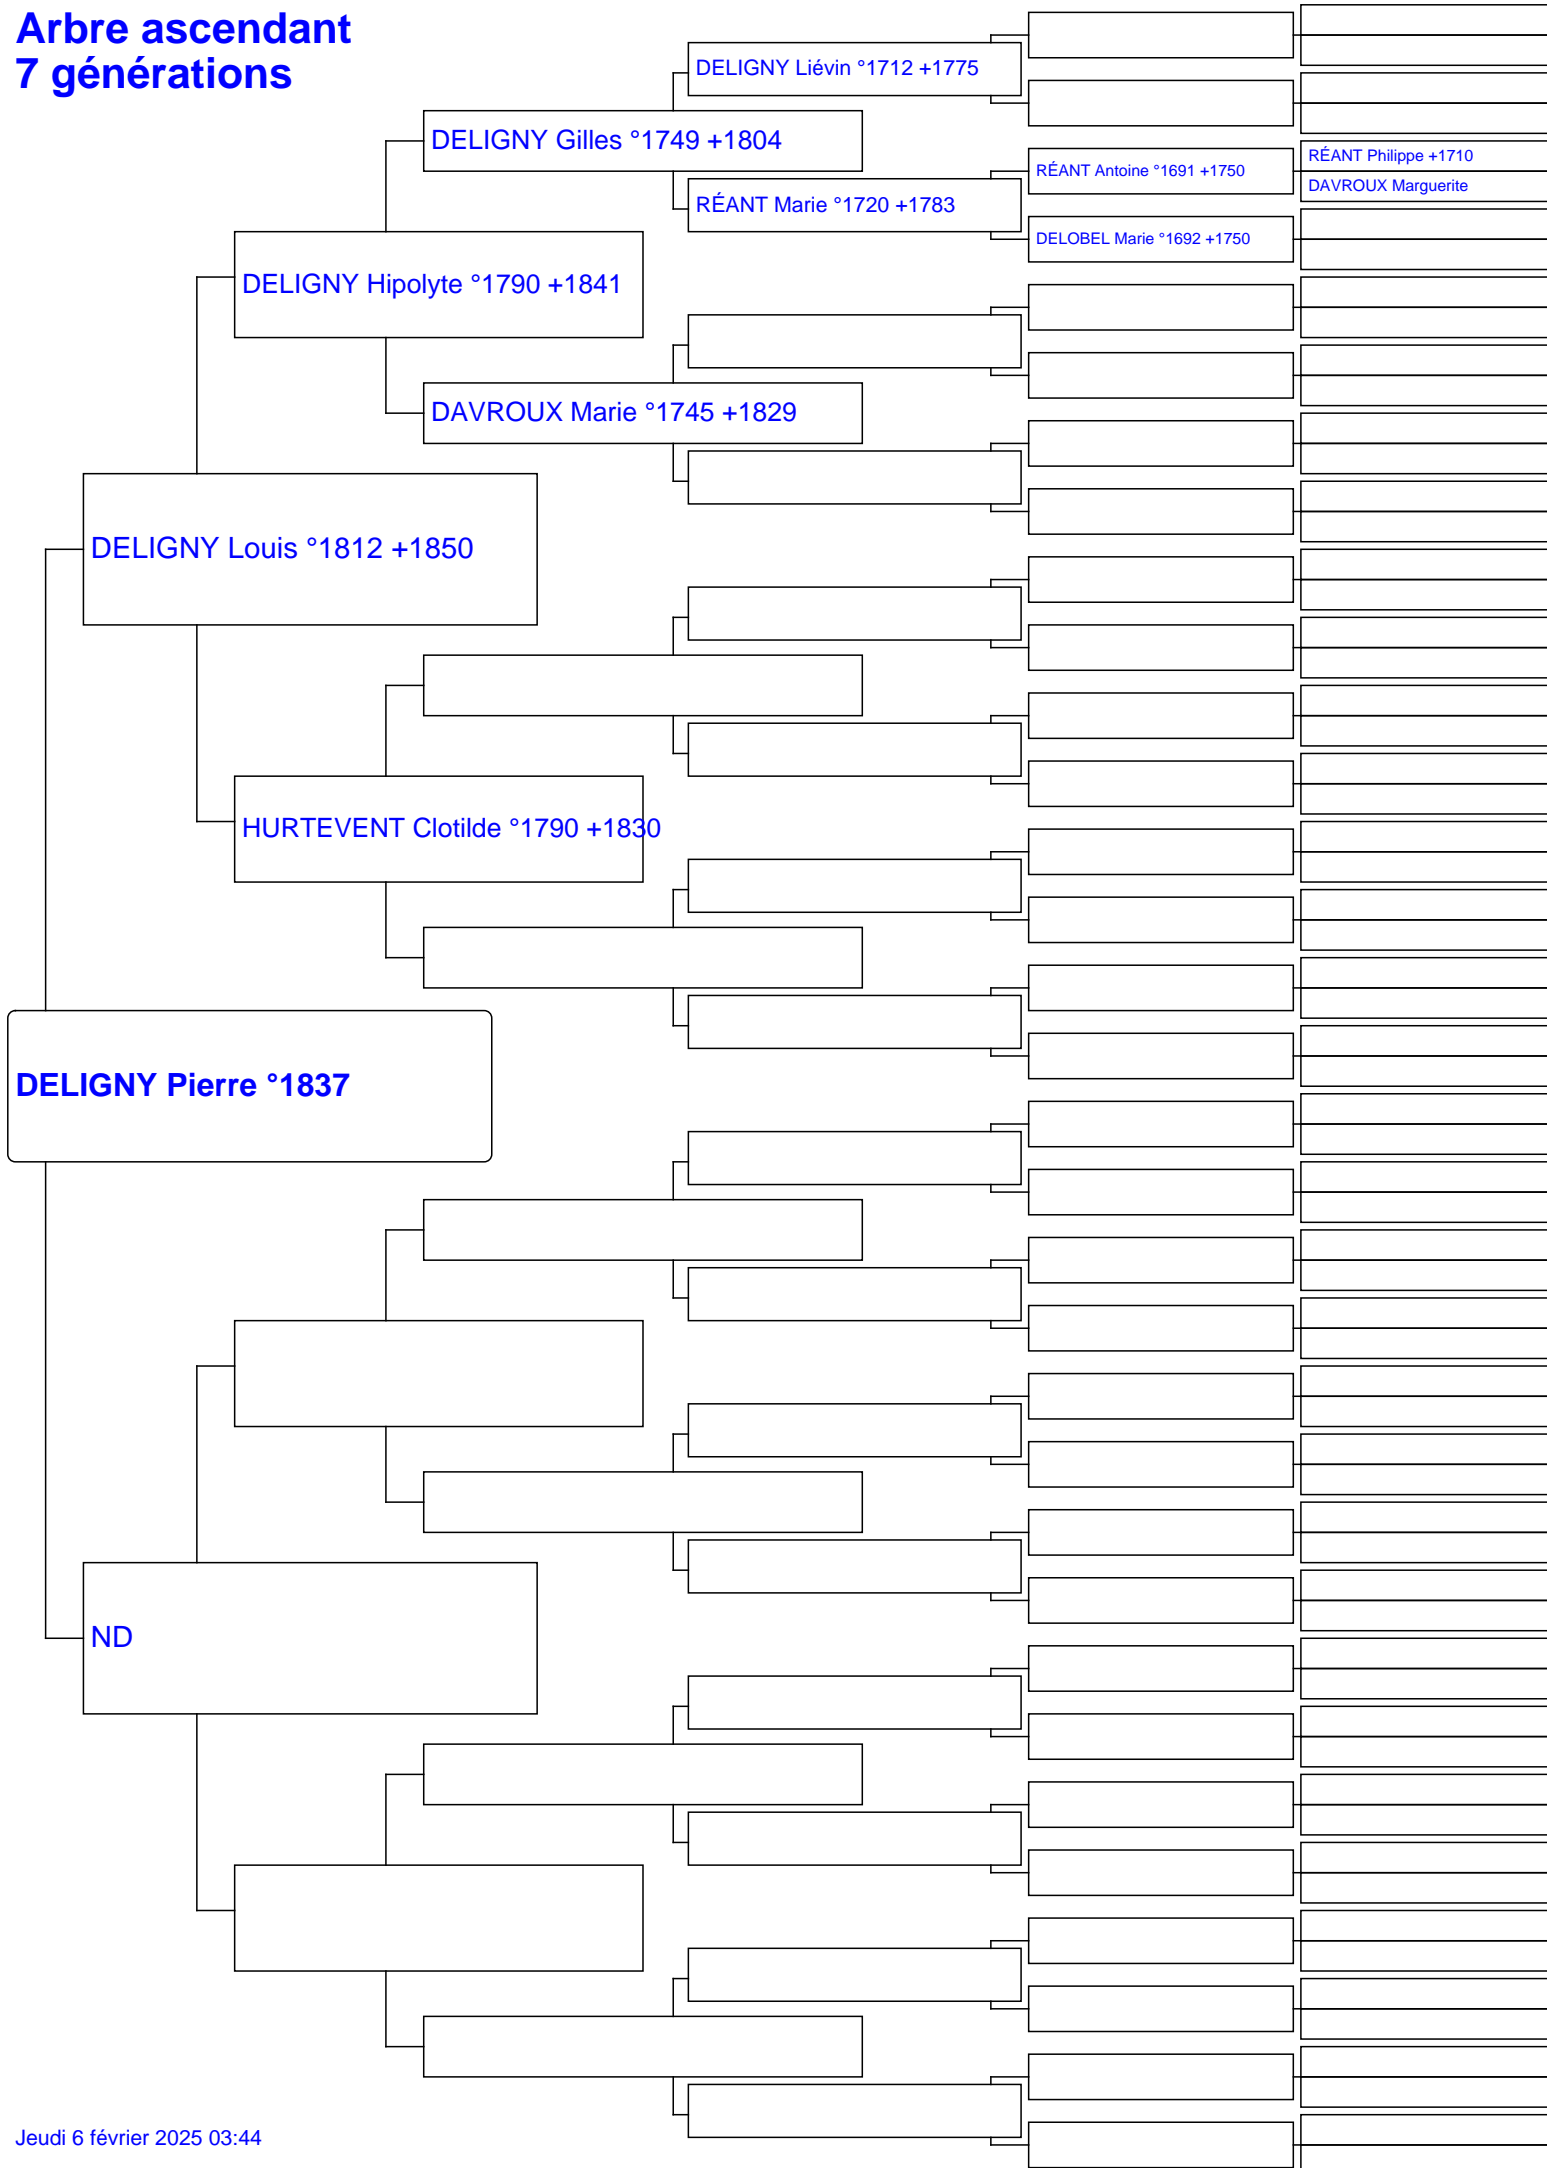 Arbre ascendant
7 générations
DELIGNY Liévin °1712 +1775
DELIGNY Gilles °1749 +1804
RÉANT Philippe +1710
RÉANT Antoine °1691 +1750
DAVROUX Marguerite
RÉANT Marie °1720 +1783
DELOBEL Marie °1692 +1750
DELIGNY Hipolyte °1790 +1841
DAVROUX Marie °1745 +1829
DELIGNY Louis °1812 +1850
HURTEVENT Clotilde °1790 +1830
DELIGNY Pierre °1837
ND
Jeudi 6 février 2025 03:44